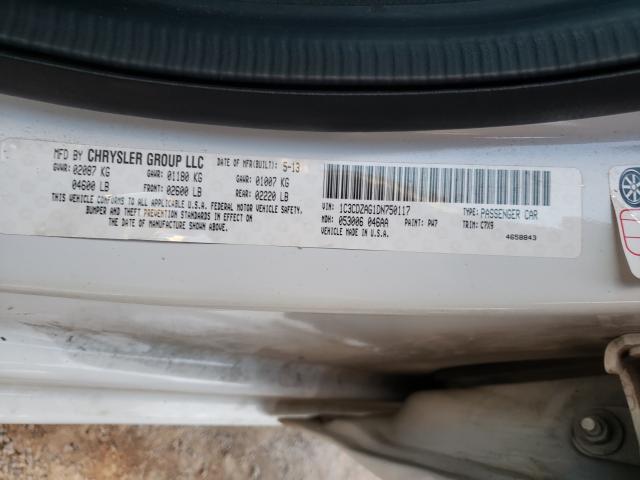 MFD BY CHRYSLER GROUP LLC DATE OF MFR(BUILT): 5-13
GVWR: 02087 KG GAWR: 01180 KG GAWR: 01007 KG
04600 LB FRONT: 02600 LB REAR: 02220 LB
THIS VEHICLE CONFORMS TO ALL APPLICABLE U.S.A. FEDERAL MOTOR VEHICLE SAFETY,
BUMPER, AND THEFT PREVENTION STANDARDS IN EFFECT ON
THE DATE OF MANUFACTURE SHOWN ABOVE.
VIN: 1C3CDZAG1DN750117 TYPE: PASSENGER CAR
MDH: 053006 046AA PAINT: PW7 TRIM: C7X9
VEHICLE MADE IN U.S.A. 4658843